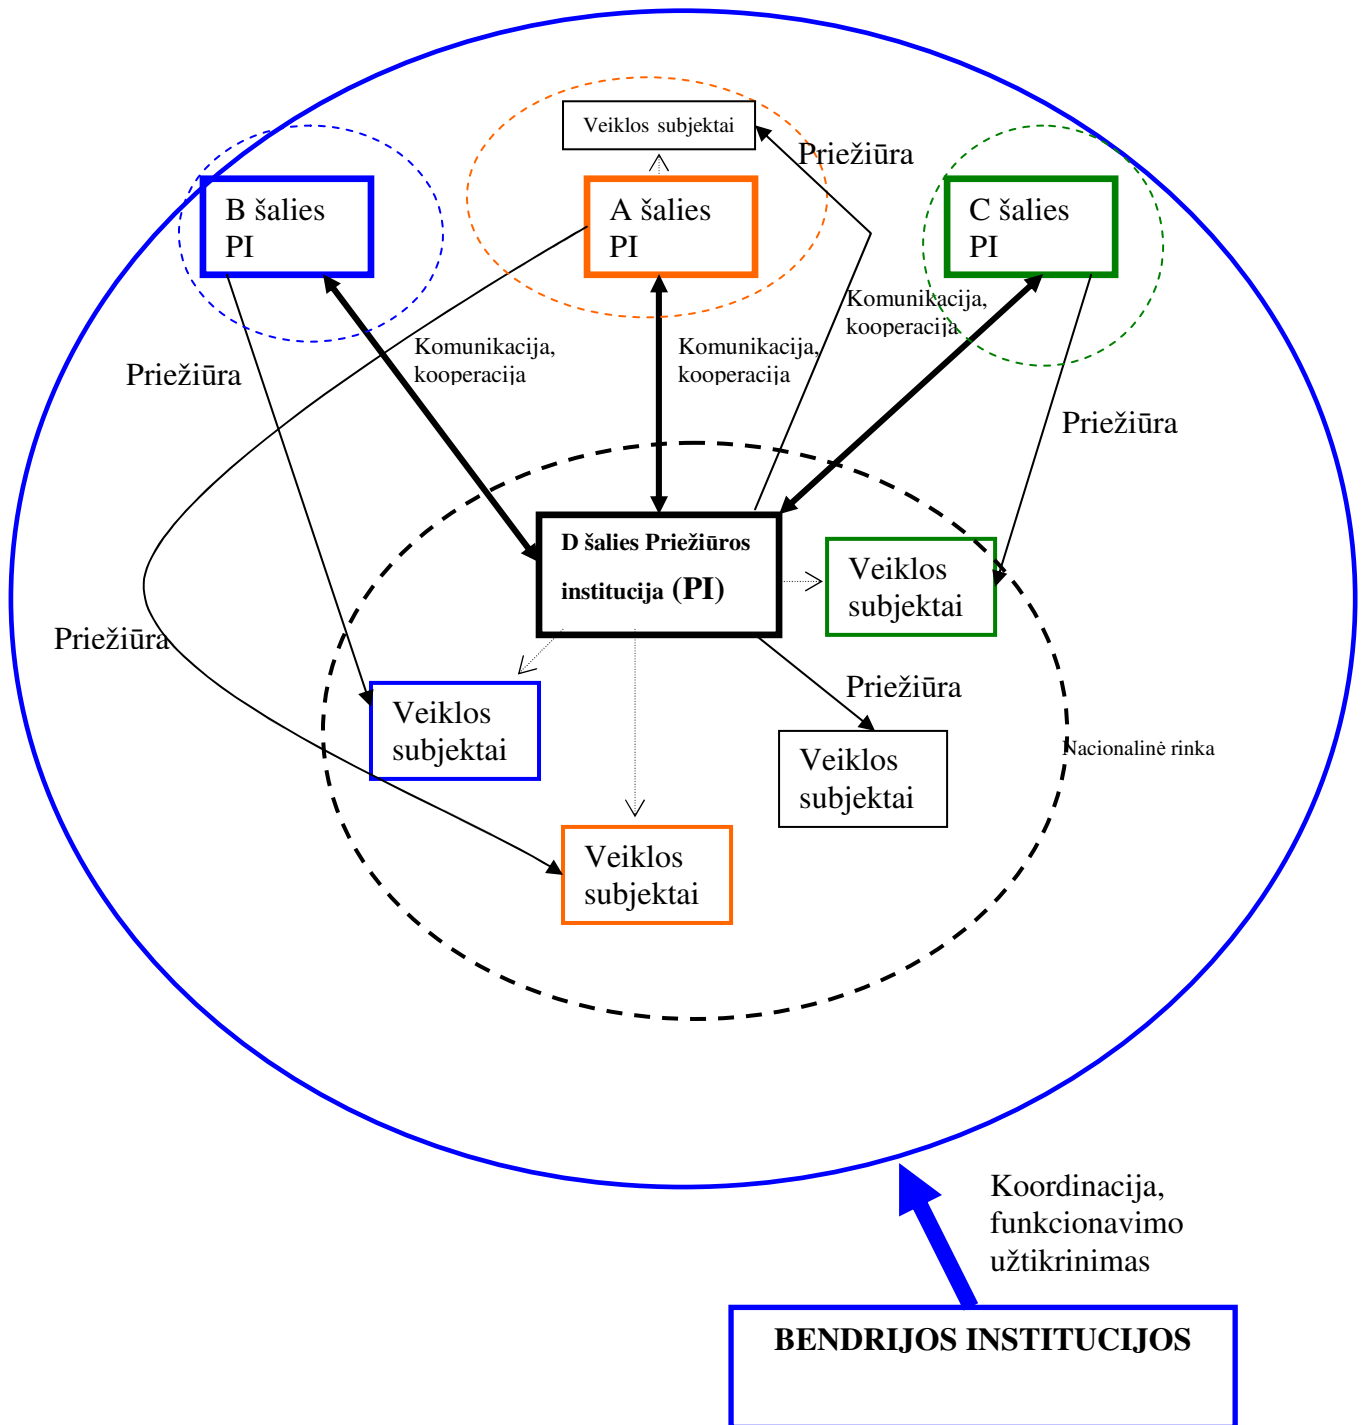 Veiklos subjektai
Priežiūra
B šalies
PI
A šalies
PI
C šalies
PI
Komunikacija,
kooperacija
Komunikacija,
kooperacija
Komunikacija,
kooperacija
Priežiūra
Priežiūra
D šalies Priežiūros
institucija (PI)
Veiklos
subjektai
Priežiūra
Priežiūra
Veiklos
subjektai
Veiklos
subjektai
Nacionalinė rinka
Veiklos
subjektai
Koordinacija,
funkcionavimo
užtikrinimas
BENDRIJOS INSTITUCIJOS